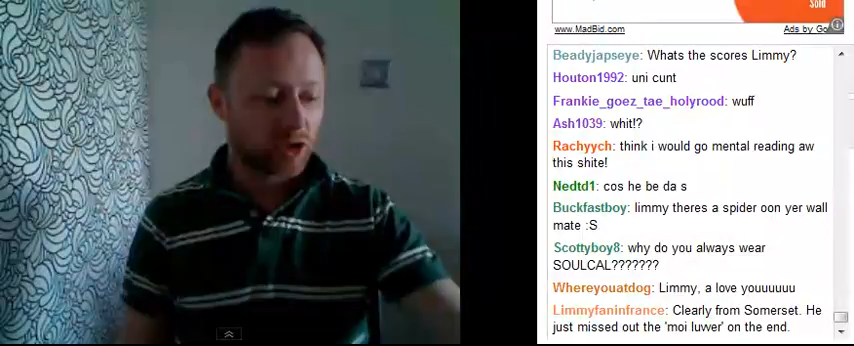 Sold
www.MadBid.com
Ads by Go
Beadyjapseye: Whats the scores Limmy?
Houton1992: uni cunt
Frankie_goez_tae_holyrood: wuff
Ash1039: whit!?
Rachyych: think i would go mental reading aw
this shite!
Nedtd1: cos he be da s
Buckfastboy: limmy theres a spider oon yer wall
mate :S
Scottyboy8: why do you always wear
SOULCAL???????
Whereyouatdog: Limmy, a love youuuuuu
Limmyfaninfrance: Clearly from Somerset. He
just missed out the 'moi luvver' on the end.